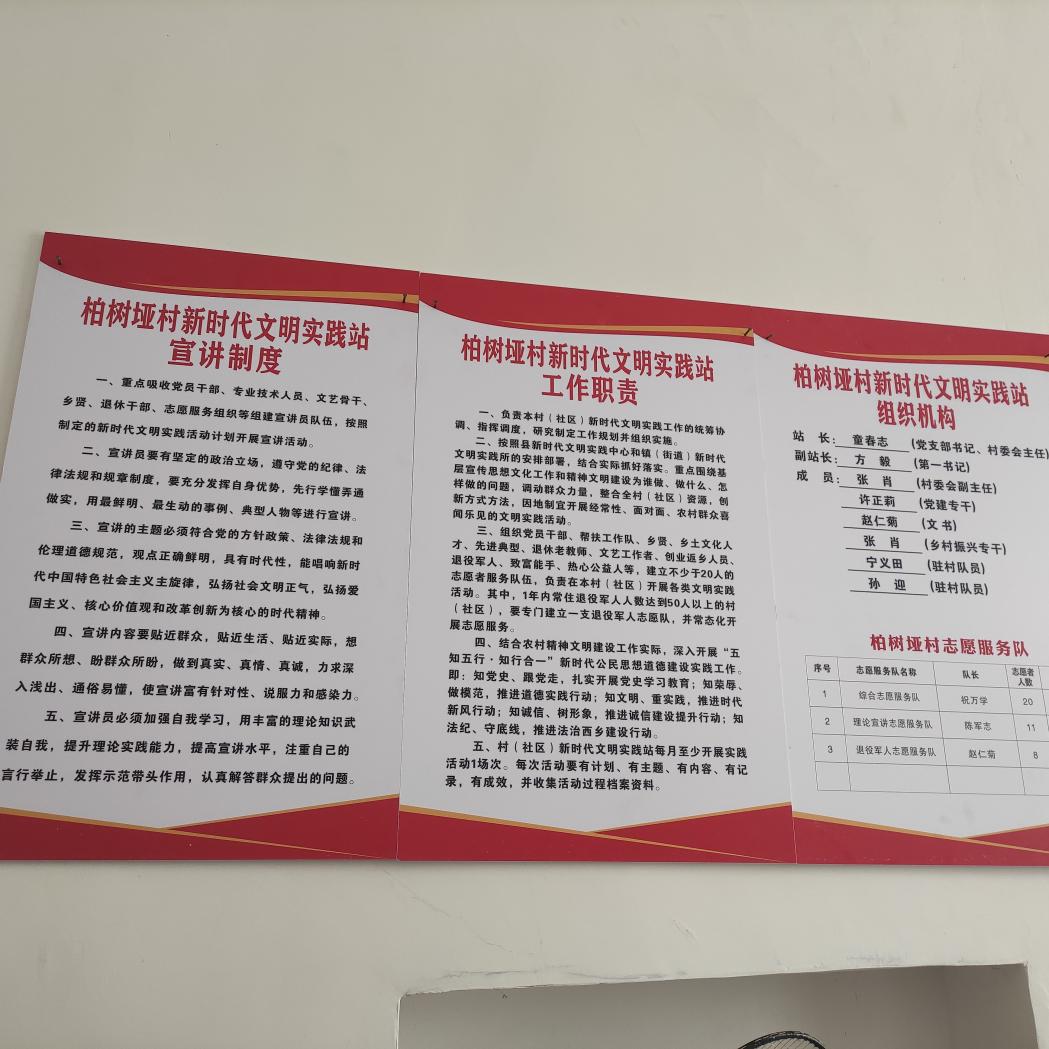 柏树垭村新时代文明实践站
宣讲制度
一、重点吸收党员干部、专业技术人员、文艺骨干、
乡贤、退休干部、志愿服务组织等组建宣讲员队伍，按照
制定的新时代文明实践活动计划开展宣讲活动。
二、宣讲员要有坚定的政治立场，遵守党的纪律、法
律法规和规章制度，要充分发挥自身优势，先行学懂弄通
做实，用最鲜明、最生动的事例、典型人物等进行宣讲。
三、宣讲的主题必须符合党的方针政策、法律法规和
伦理道德规范，观点正确鲜明，具有时代性，能唱响新时
代中国特色社会主义主旋律，弘扬社会文明正气，弘扬爱
国主义、核心价值观和改革创新为核心的时代精神。
四、宣讲内容要贴近群众，贴近生活、贴近实际，想
群众所想、盼群众所盼，做到真实、真情、真诚，力求深
入浅出、通俗易懂，使宣讲富有针对性、说服力和感染力。
五、宣讲员必须加强自我学习，用丰富的理论知识武
装自我，提升理论实践能力，提高宣讲水平，注重自己的
言行举止，发挥示范带头作用，认真解答群众提出的问题。
柏树垭村新时代文明实践站
工作职责
一、负责本村（社区）新时代文明实践工作的统筹协
调、指挥调度，研究制定工作规划并组织实施。
二、按照县新时代文明实践中心和镇（街道）新时代
文明实践所的安排部署，结合实际抓好落实。重点围绕基
层宣传思想文化工作和精神文明建设为谁做、做什么、怎
样做的问题，调动群众力量，整合全村（社区）资源，创
新方式方法，因地制宜开展经常性、面对面、农村群众喜
闻乐见的文明实践活动。
三、组织党员干部、帮扶工作队、乡贤、乡土文化人
才、先进典型、退休老教师、文艺工作者、创业返乡人员、
退役军人、致富能手、热心公益人等，建立不少于20人的
志愿者服务队伍，负责在本村（社区）开展各类文明实践
活动。其中，1年内常住退役军人人数达到50人以上的村
（社区），要专门建立一支退役军人志愿队，并常态化开
展志愿服务。
四、结合农村精神文明建设工作实际，深入开展“五
知五行·知行合一”新时代公民思想道德建设实践工作。
即：知党史、跟党走，扎实开展党史学习教育；知荣辱、
做模范，推进道德实践行动；知文明、重实践，推进时代
新风行动；知诚信、树形象，推进诚信建设提升行动；知
法纪、守底线，推进法治西乡建设行动。
五、村（社区）新时代文明实践站每月至少开展实践
活动1场次。每次活动要有计划、有主题、有内容、有记
录，有成效，并收集活动过程档案资料。
柏树垭村新时代文明实践站
组织机构
站 长：童春志（党支部书记、村委会主任）
副站长：方 毅（第一书记）
成 员：张 肖（村委会副主任）
许正莉（党建专干）
赵仁菊（文书）
张 肖（乡村振兴专干）
宁义田（驻村队员）
孙 迎（驻村队员）
柏树垭村志愿服务队
序号 志愿服务队名称 队长 志愿者人数
1 综合志愿服务队 祝万学 20
2 理论宣讲志愿服务队 陈军志 11
3 退役军人志愿服务队 赵仁菊 8